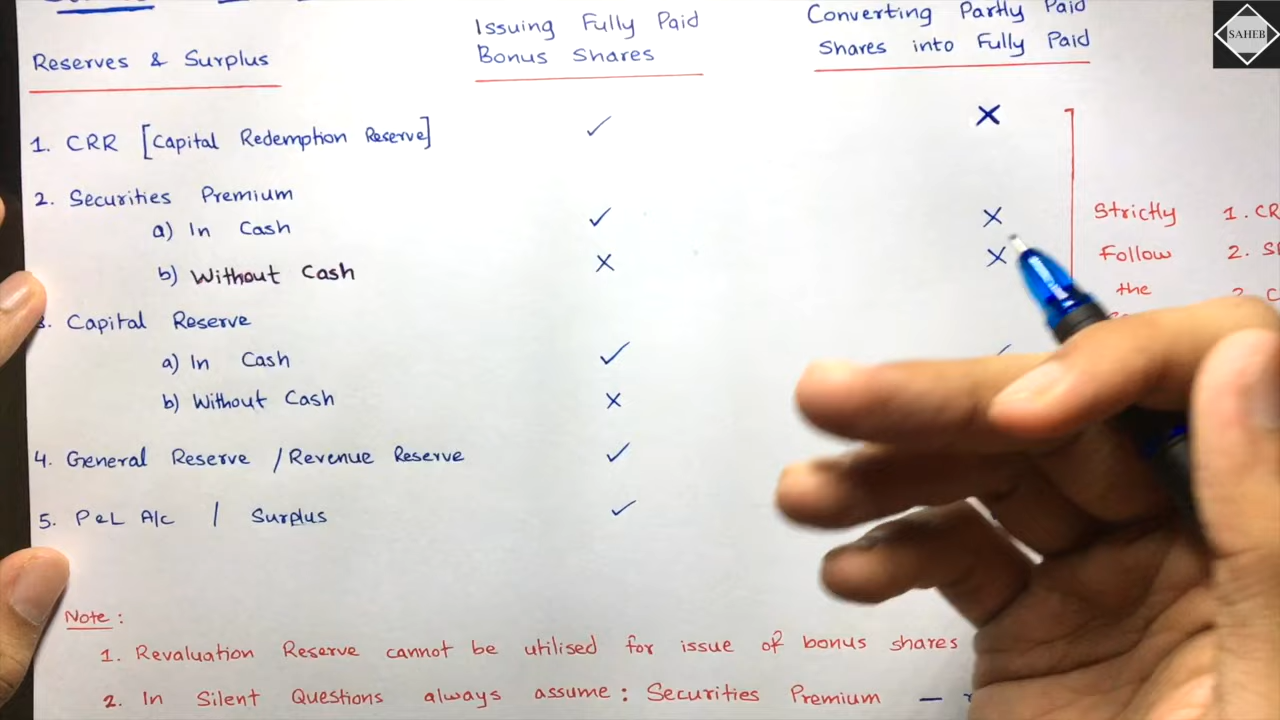 SAHEB
Reserves & Surplus
Issuing Fully Paid
Bonus Shares
Converting Partly Paid
Shares into Fully Paid
1. CRR [Capital Redemption Reserve] ✓ ✗
2. Securities Premium
a) In Cash ✓ ✗
b) Without Cash ✗ ✗
3. Capital Reserve
a) In Cash ✓ ✓
b) Without Cash ✗
4. General Reserve / Revenue Reserve ✓
5. P&L A/c / Surplus ✓
Strictly
Follow
the
1. CR
2. S
Note :
1. Revaluation Reserve cannot be utilised for issue of bonus shares
2. In Silent Questions always assume : Securities Premium –